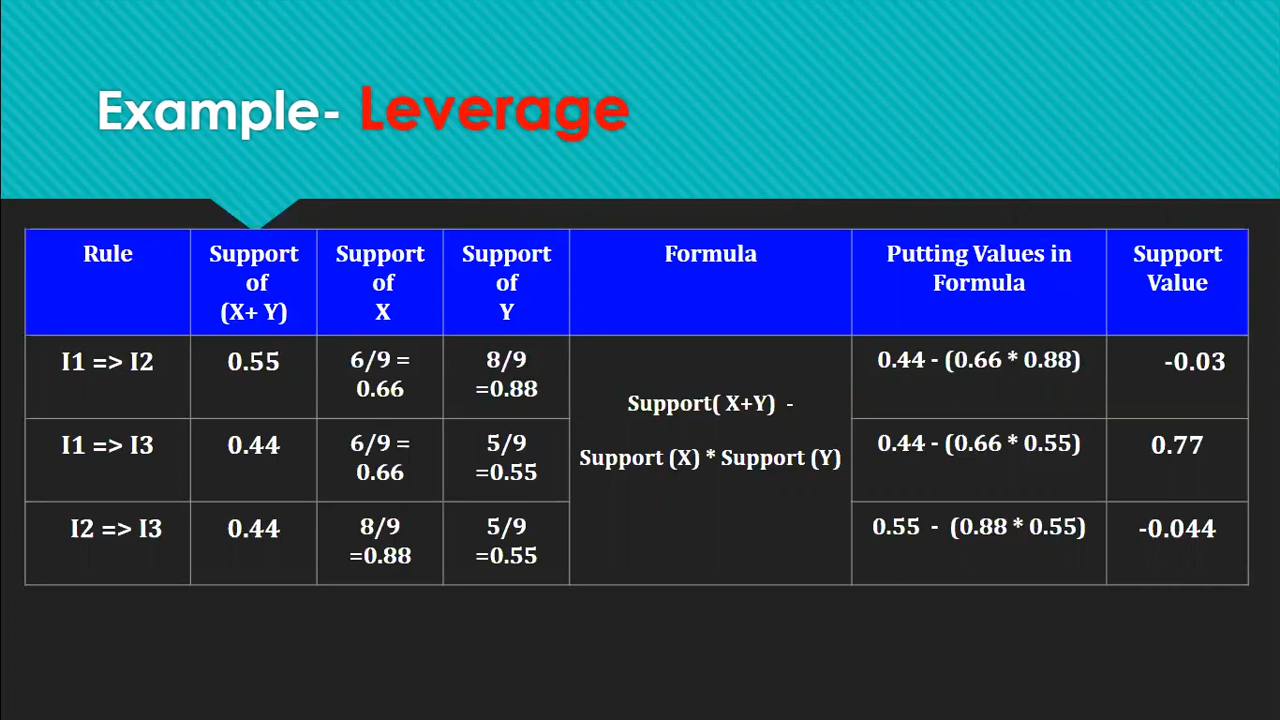 Example- Leverage
Rule
Support
of
(X+ Y)
Support
of
X
Support
of
Y
Formula
Putting Values in
Formula
Support
Value
I1 => I2
0.55
6/9 =
0.66
8/9
=0.88
Support( X+Y)  -
Support (X) * Support (Y)
0.44 - (0.66 * 0.88)
-0.03
I1 => I3
0.44
6/9 =
0.66
5/9
=0.55
0.44 - (0.66 * 0.55)
0.77
I2 => I3
0.44
8/9
=0.88
5/9
=0.55
0.55  -  (0.88 * 0.55)
-0.044